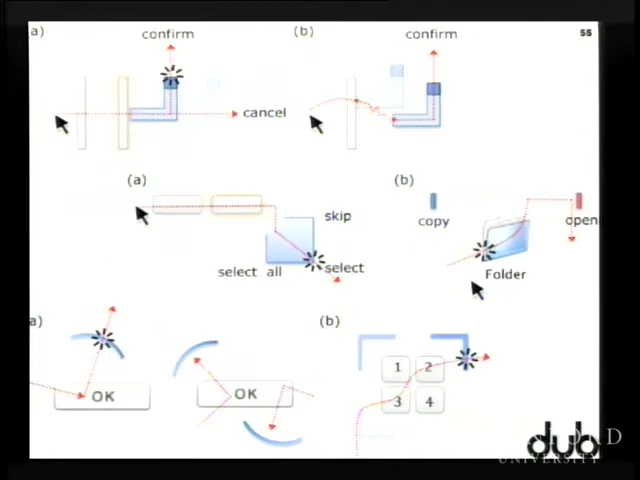 a)
confirm
(b)
confirm
55
cancel
(a)
(b)
skip
copy
open
select all
select
Folder
a)
(b)
OK
OK
1
2
3
4
dub
UNIVERSITY